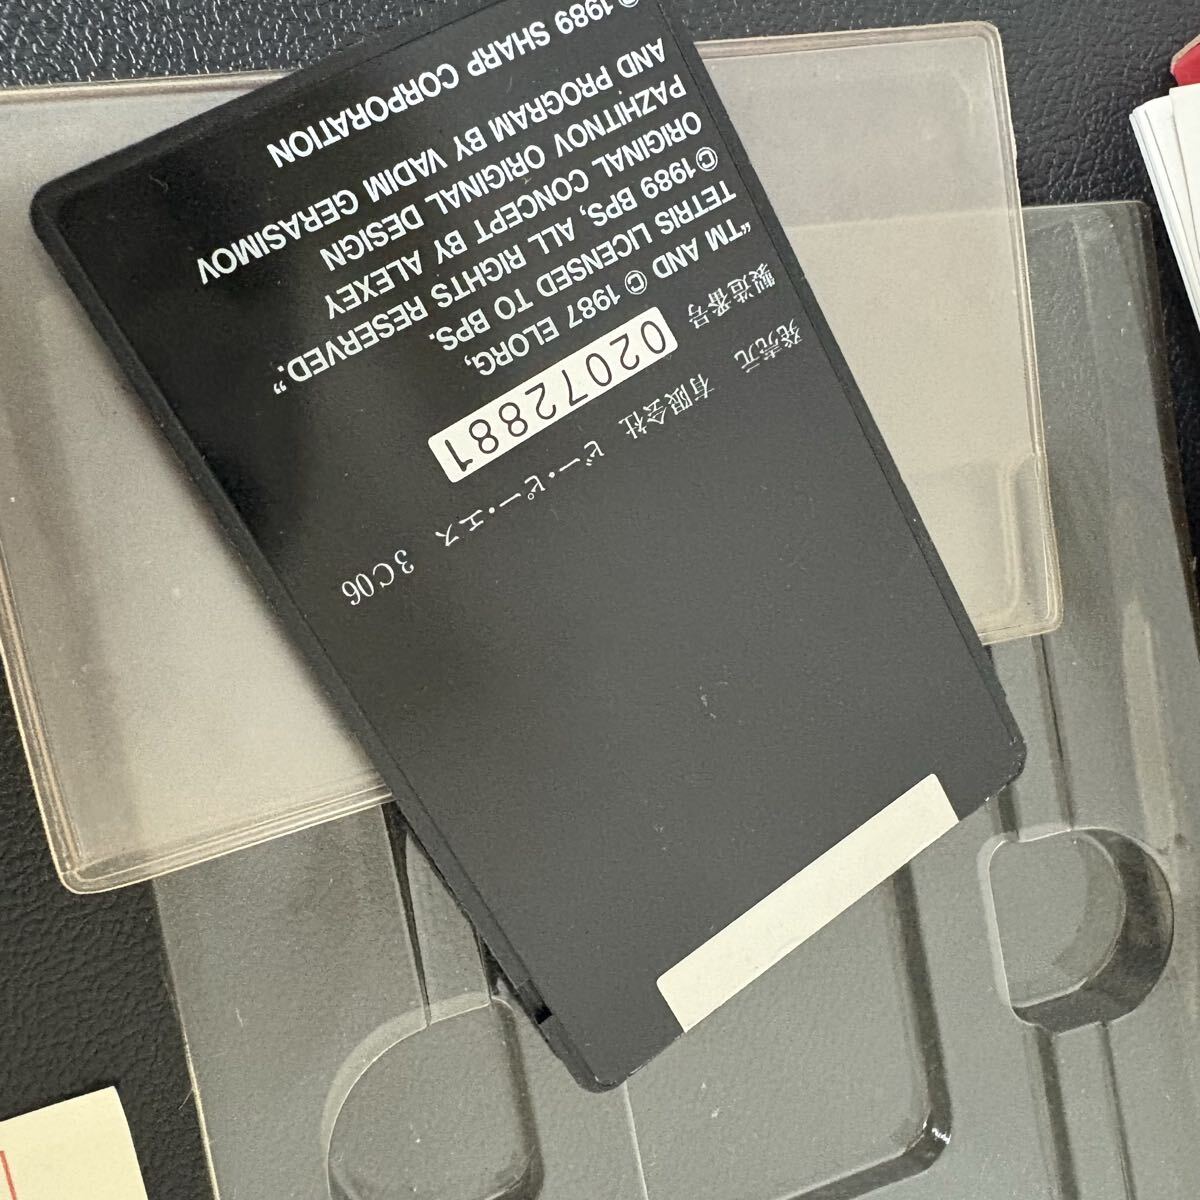 発売元 有限会社 ビー・ピー・エス 3C06
製造番号 02072881
“TM AND © 1987 ELORG,
TETRIS LICENSED TO BPS.
©1989 BPS, ALL RIGHTS RESERVED.”
ORIGINAL CONCEPT BY ALEXEY
PAZHITNOV ORIGINAL DESIGN
AND PROGRAM BY VADIM GERASIMOV
©1989 SHARP CORPORATION